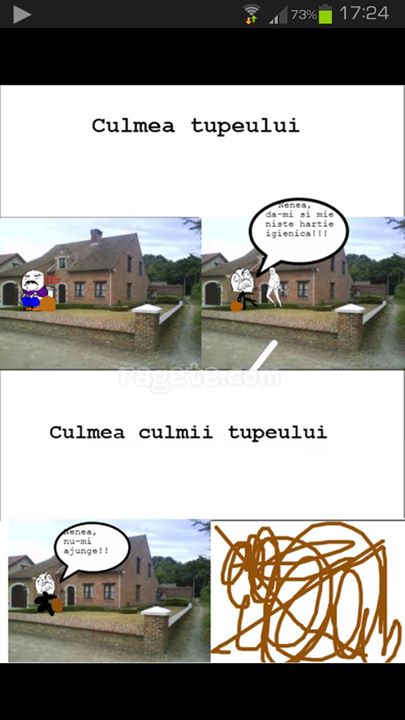 73% 17:24
Culmea tupeului
Nenea,
da-mi si mie
niste hartie
igienica!!!
ragete.com
Culmea culmii tupeului
Nenea,
nu-mi
ajunge!!